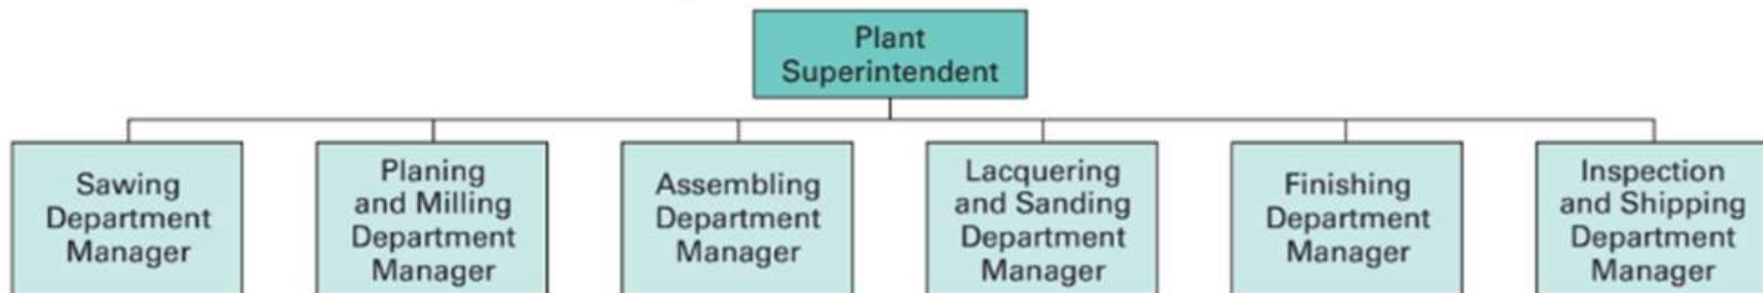 Plant
Superintendent
Sawing
Department
Manager
Planing
and Milling
Department
Manager
Assembling
Department
Manager
Lacquering
and Sanding
Department
Manager
Finishing
Department
Manager
Inspection
and Shipping
Department
Manager